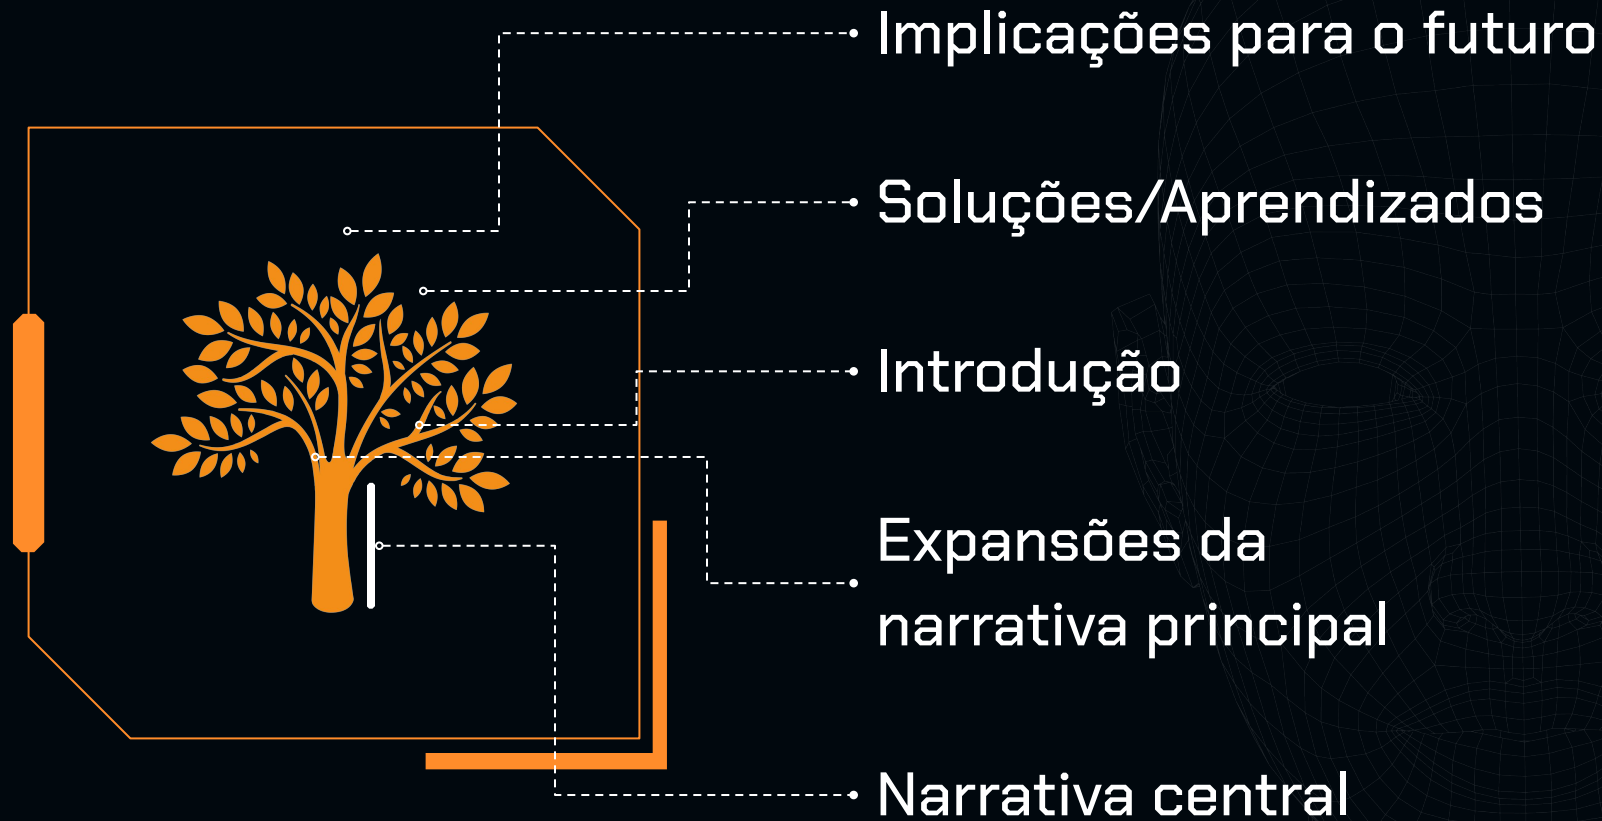 Implicações para o futuro
Soluções/Aprendizados
Introdução
Expansões da
narrativa principal
Narrativa central